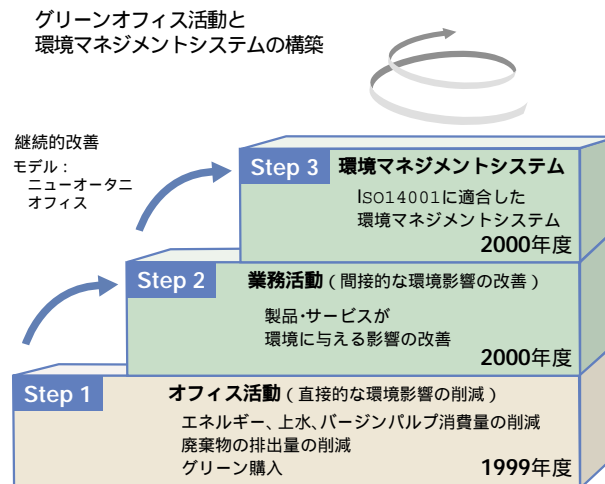 グリーンオフィス活動と
環境マネジメントシステムの構築
継続的改善
モデル：
ニューオータニ
オフィス
Step 3 環境マネジメントシステム
ISO14001に適合した
環境マネジメントシステム
2000年度
Step 2 業務活動（間接的な環境影響の改善）
製品・サービスが
環境に与える影響の改善
2000年度
Step 1 オフィス活動（直接的な環境影響の削減）
エネルギー、上水、バージンパルプ消費量の削減
廃棄物の排出量の削減
グリーン購入 1999年度